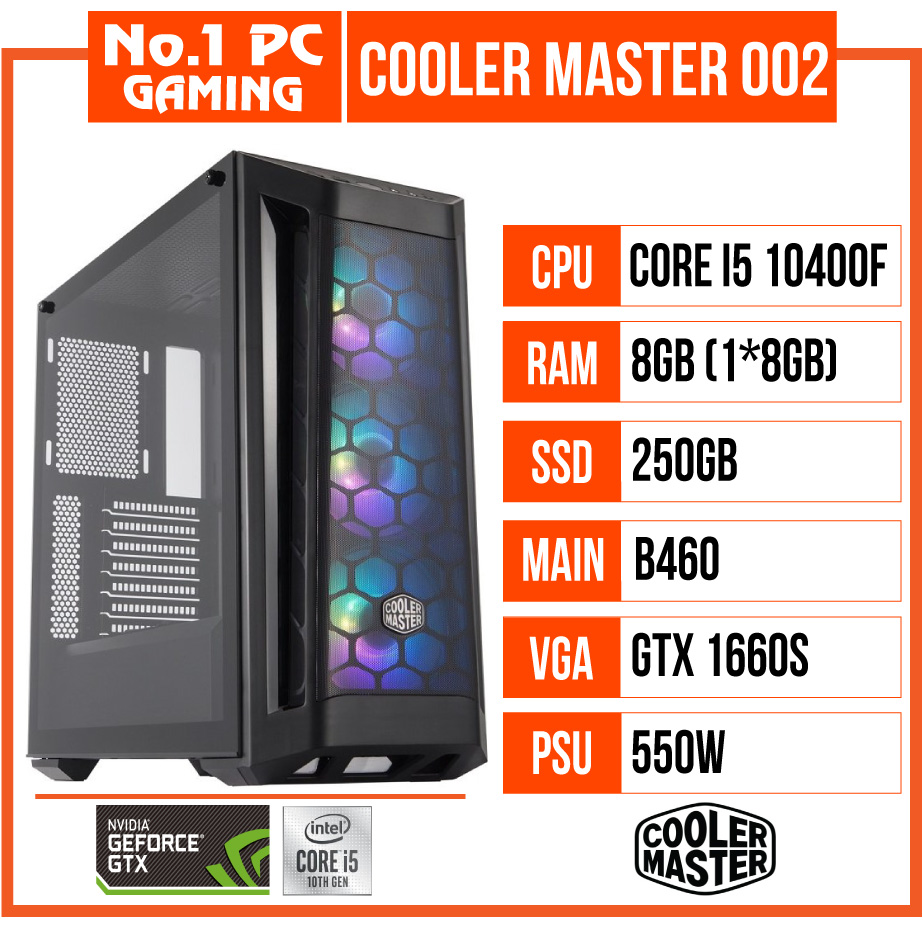 No.1 PC
GAMING
COOLER MASTER 002
CPU CORE I5 10400F
RAM 8GB (1*8GB)
SSD 250GB
MAIN B460
VGA GTX 1660S
PSU 550W
COOLER
MASTER
NVIDIA
GEFORCE®
GTX
intel®
CORE i5
10TH GEN
COOLER
MASTER